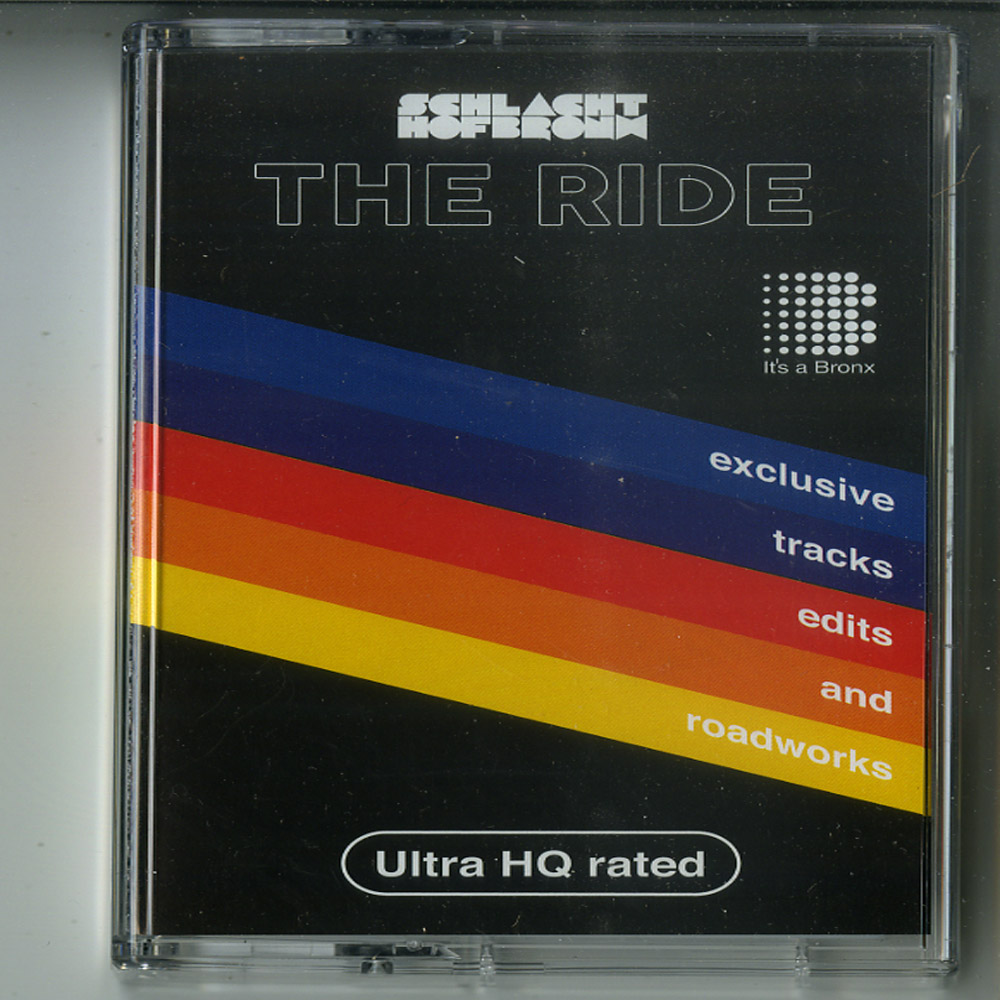 SCHLACHT
HOFBRONX
THE RIDE
It's a Bronx
exclusive
tracks
edits
and
roadworks
Ultra HQ rated